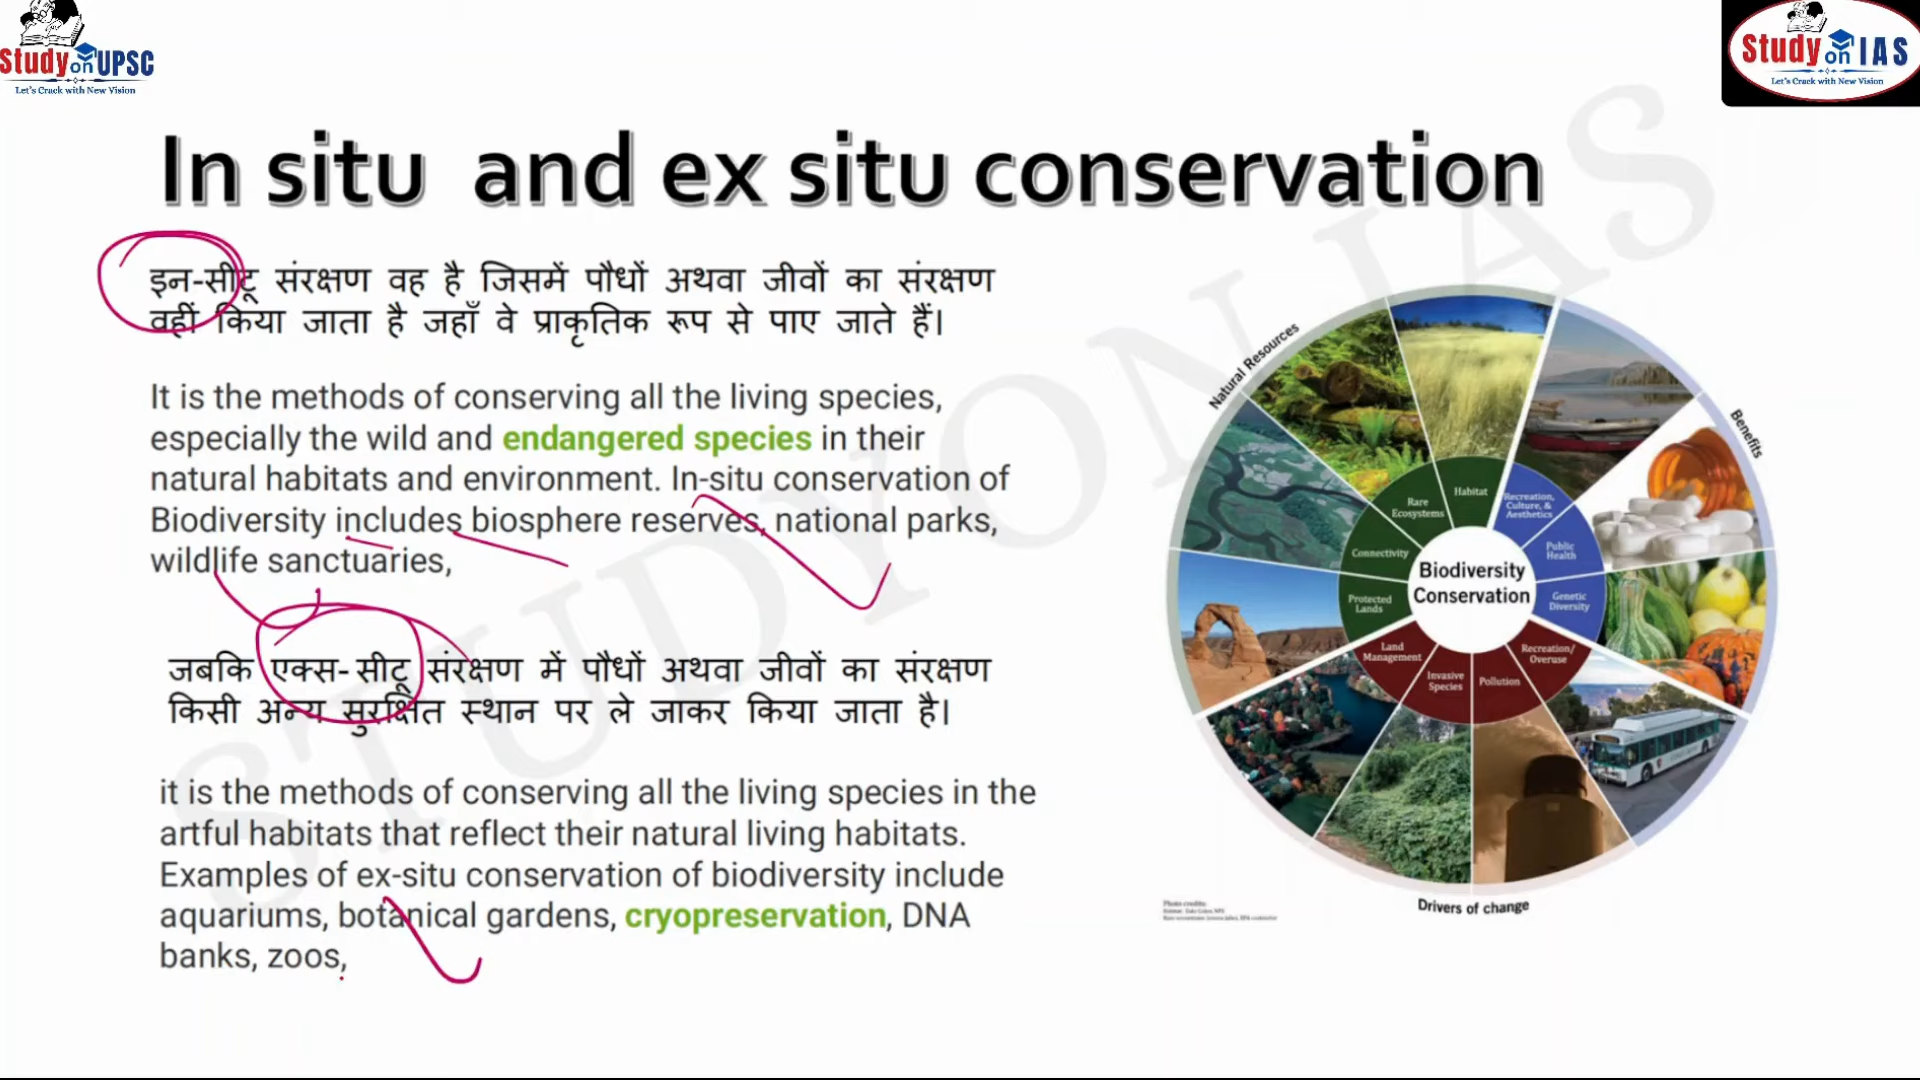 Study on UPSC
Let's Crack with New Vision
Study on IAS
Let's Crack with New Vision
In situ and ex situ conservation
इन-सीटू संरक्षण वह है जिसमें पौधों अथवा जीवों का संरक्षण
वहीं किया जाता है जहाँ वे प्राकृतिक रूप से पाए जाते हैं।
It is the methods of conserving all the living species,
especially the wild and endangered species in their
natural habitats and environment. In-situ conservation of
Biodiversity includes biosphere reserves, national parks,
wildlife sanctuaries,
जबकि एक्स-सीटू संरक्षण में पौधों अथवा जीवों का संरक्षण
किसी अन्य सुरक्षित स्थान पर ले जाकर किया जाता है।
it is the methods of conserving all the living species in the
artful habitats that reflect their natural living habitats.
Examples of ex-situ conservation of biodiversity include
aquariums, botanical gardens, cryopreservation, DNA
banks, zoos,
Natural Resources
Benefits
Drivers of change
Biodiversity
Conservation
Habitat
Recreation,
Culture, &
Aesthetics
Public
Health
Genetic
Diversity
Recreation/
Overuse
Pollution
Invasive
Species
Land
Management
Protected
Lands
Connectivity
Rare
Ecosystems
Photo credits:
STUDY ON IAS